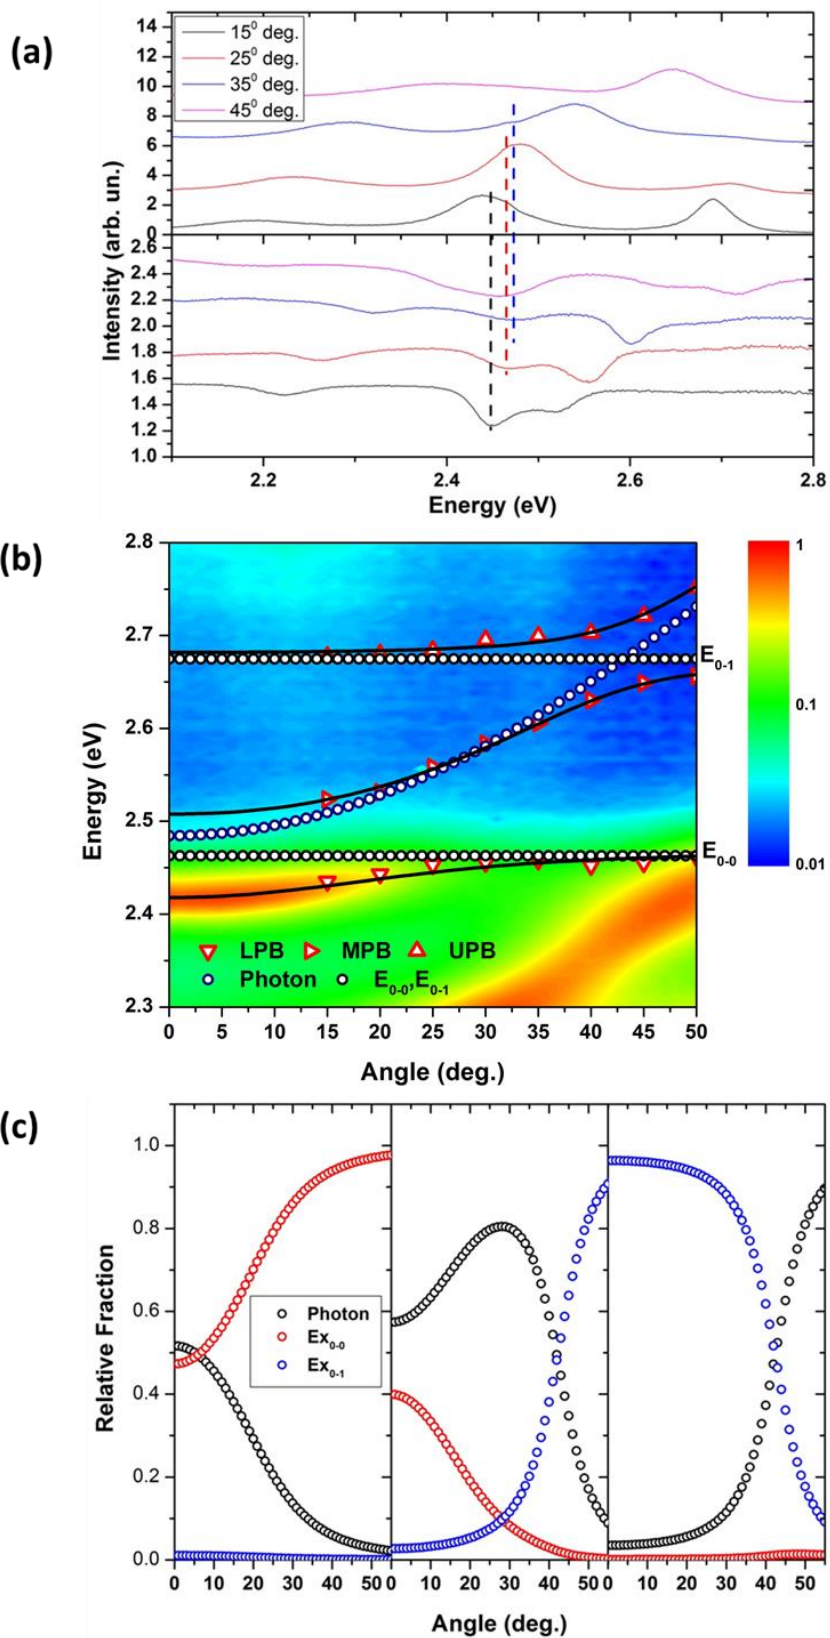 (a)
15⁰ deg.
25⁰ deg.
35⁰ deg.
45⁰ deg.
14
12
10
8
6
4
2
0
2.6
2.4
2.2
2.0
1.8
1.6
1.4
1.2
1.0
Intensity (arb. un.)
2.2 2.4 2.6 2.8
Energy (eV)
(b)
2.8
2.7
2.6
2.5
2.4
2.3
Energy (eV)
E₀₋₁
E₀₋₀
LPB MPB UPB
Photon E₀₋₀,E₀₋₁
0 5 10 15 20 25 30 35 40 45 50
Angle (deg.)
1
0.1
0.01
(c)
1.0
0.8
0.6
0.4
0.2
0.0
Relative Fraction
Photon
Ex₀₋₀
Ex₀₋₁
0 10 20 30 40 50 0 10 20 30 40 50 0 10 20 30 40 50
Angle (deg.)